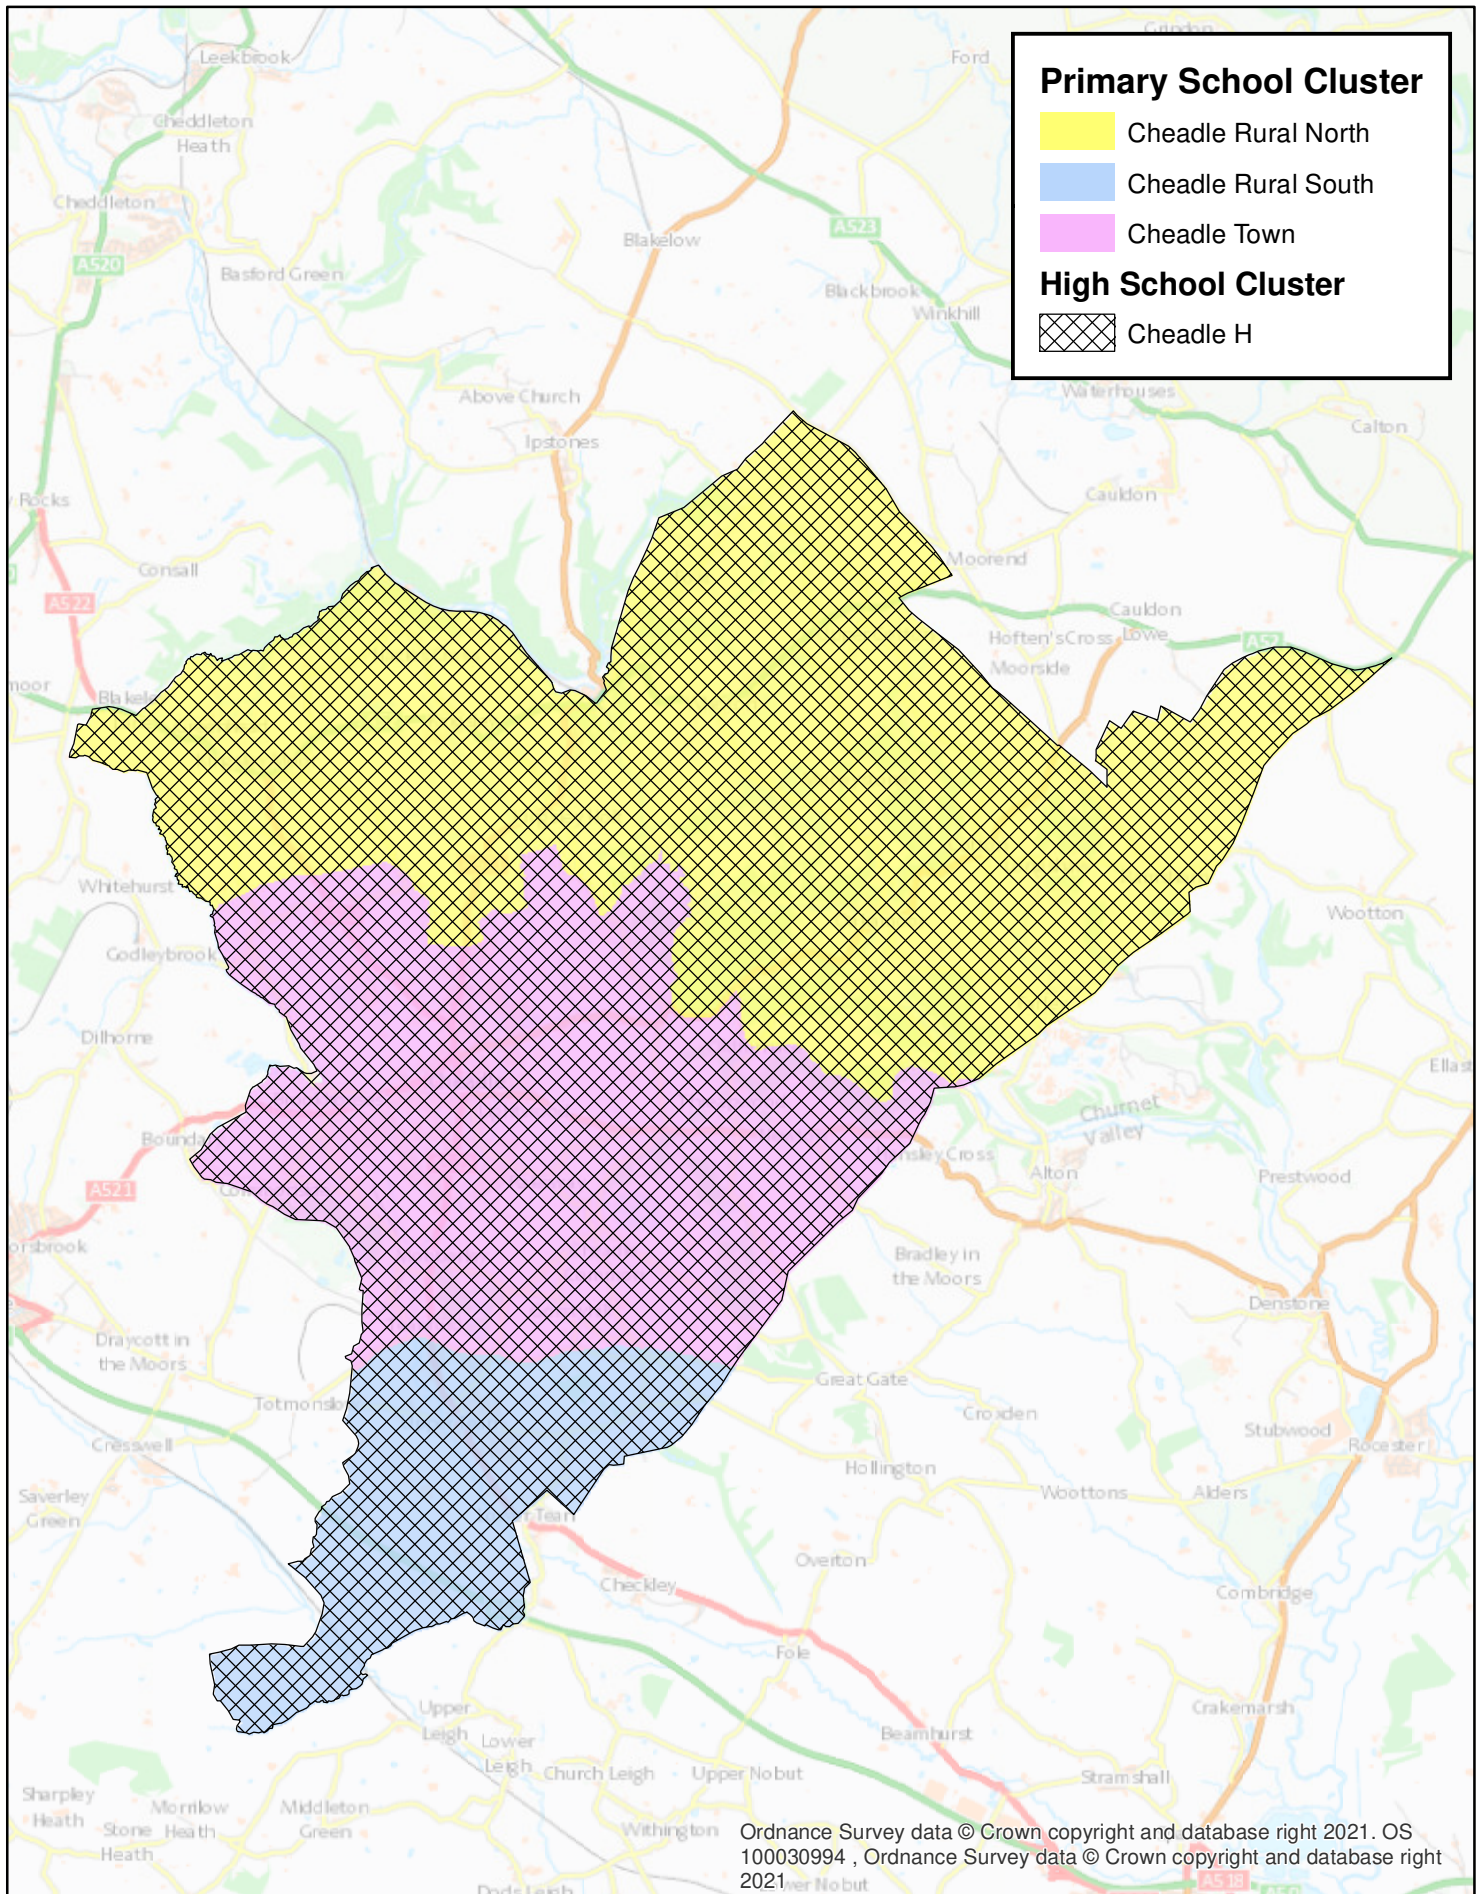 Primary School Cluster
Cheadle Rural North
Cheadle Rural South
Cheadle Town
High School Cluster
Cheadle H
Grindon
Leekbrook
Ford
Cheddleton
Heath
Cheddleton
A520
Basford Green
Blakelow
A523
Blackbrook
Winkhill
Above Church
Ipstones
Waterhouses
Calton
Cauldon
Rocks
Consall
A522
Moorend
Cauldon
Lowe
A52
Hoften's Cross
Moorside
moor
Whitehurst
Godleybrook
Dilhorne
Wootton
Churnet
Valley
Alton
Prestwood
A521
Bradley in
the Moors
Denstone
Draycott in
the Moors
Great Gate
Croxden
Cresswell
Stubwood
Rocester
Hollington
Saverley
Green
Woottons
Alders
Overton
Checkley
Combridge
Fole
Upper
Leigh
Crakemarsh
Beamhurst
Lower
Leigh
Church Leigh
Upper Nobut
Stramshall
Sharpley
Heath
Morrilow
Heath
Stone
Heath
Middleton
Green
Withington
Ordnance Survey data © Crown copyright and database right 2021. OS
100030994 , Ordnance Survey data © Crown copyright and database right
2021
A518